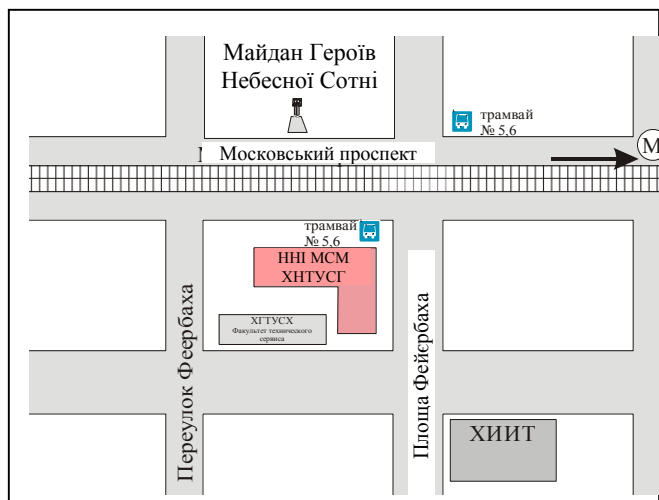 Майдан Героїв
Небесної Сотні
трамвай
№ 5,6
М
Московський проспект
трамвай
№ 5,6
ННІ МСМ
ХНТУСГ
ХГТУСХ
Факультет технического
сервиса
Переулок Феербаха
Площа Фейєрбаха
ХИИТ